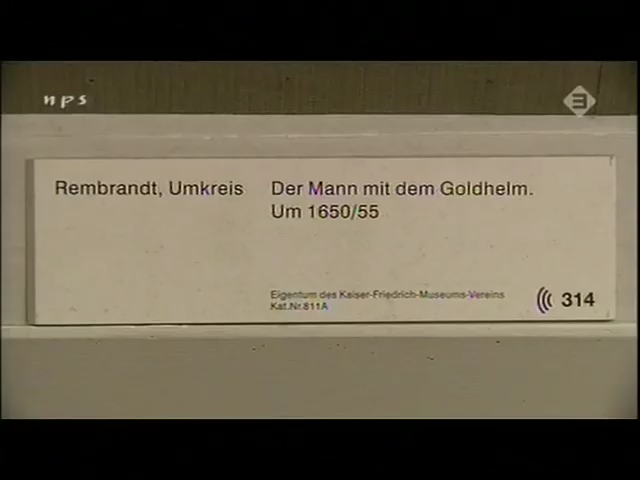 nps
3
Rembrandt, Umkreis
Der Mann mit dem Goldhelm.
Um 1650/55
Eigentum des Kaiser-Friedrich-Museums-Vereins
Kat.Nr.811A
314